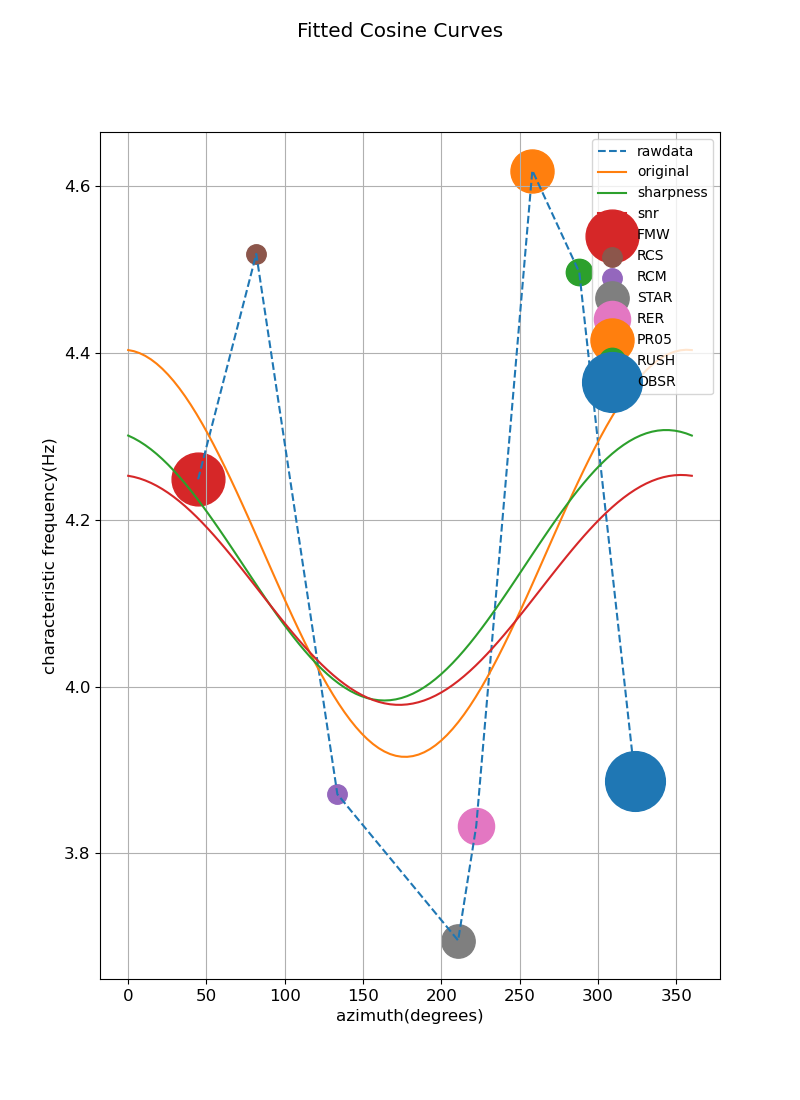 Fitted Cosine Curves
characteristic frequency(Hz)
4.6
4.4
4.2
4.0
3.8
0 50 100 150 200 250 300 350
azimuth(degrees)
rawdata
original
sharpness
snr
FMW
RCS
RCM
STAR
RER
PR05
RUSH
OBSR